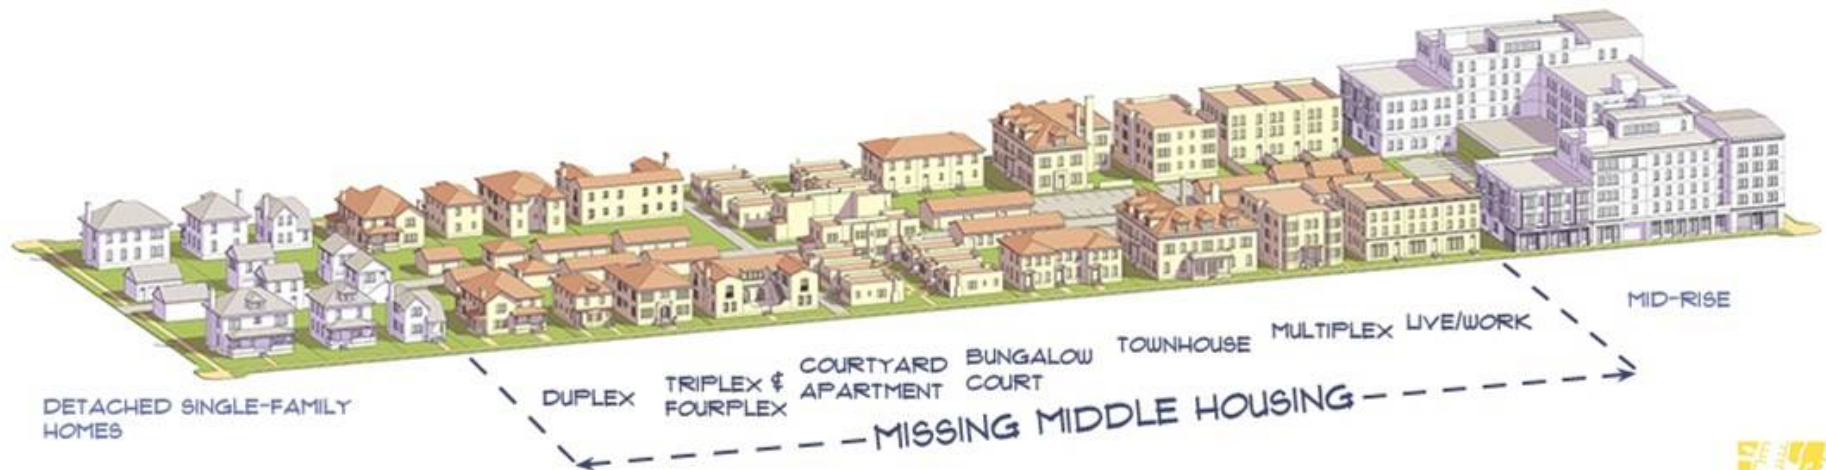 DETACHED SINGLE-FAMILY
HOMES
DUPLEX
TRIPLEX &
FOURPLEX
COURTYARD
APARTMENT
BUNGALOW
COURT
TOWNHOUSE
MULTIPLEX
LIVE/WORK
MID-RISE
MISSING MIDDLE HOUSING